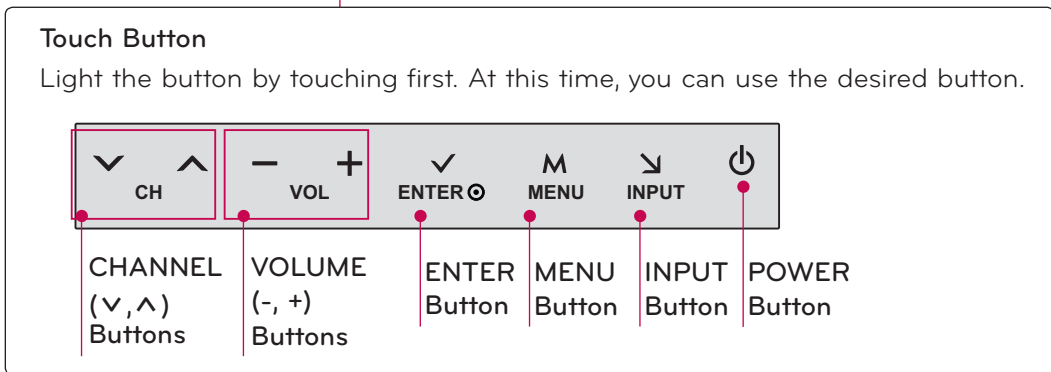 Touch Button
Light the button by touching first. At this time, you can use the desired button.
CH
VOL
ENTER
M
MENU
INPUT
CHANNEL
(∨,∧)
Buttons
VOLUME
(-, +)
Buttons
ENTER
Button
MENU
Button
INPUT
Button
POWER
Button